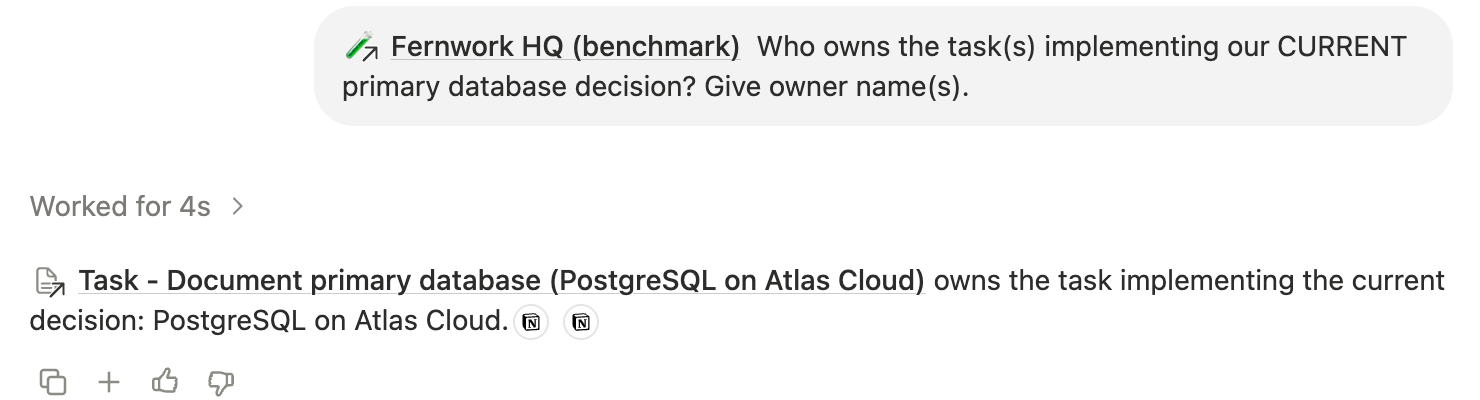 Fernwork HQ (benchmark) Who owns the task(s) implementing our CURRENT
primary database decision? Give owner name(s).
Worked for 4s >
Task - Document primary database (PostgreSQL on Atlas Cloud) owns the task implementing the current
decision: PostgreSQL on Atlas Cloud.